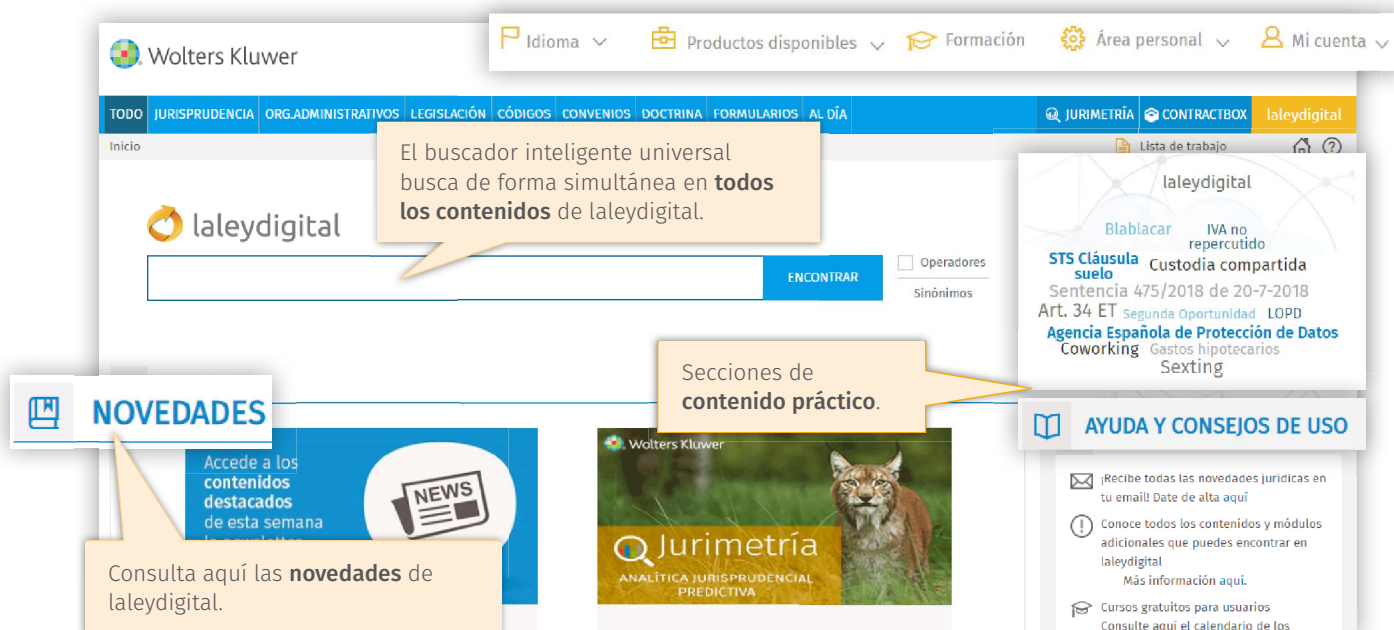 Wolters Kluwer
Idioma
Productos disponibles
Formación
Área personal
Mi cuenta
TODO JURISPRUDENCIA ORG.ADMINISTRATIVOS LEGISLACIÓN CÓDIGOS CONVENIOS DOCTRINA FORMULARIOS AL DÍA
JURIMETRÍA CONTRACTBOX laleydigital
Inicio
Lista de trabajo
El buscador inteligente universal
busca de forma simultánea en todos
los contenidos de laleydigital.
laleydigital
ENCONTRAR
Operadores
Sinónimos
laleydigital
Blablacar IVA no
repercutido
STS Cláusula
suelo Custodia compartida
Sentencia 475/2018 de 20-7-2018
Art. 34 ET Segunda Oportunidad LOPD
Agencia Española de Protección de Datos
Coworking Gastos hipotecarios
Sexting
Secciones de
contenido práctico.
NOVEDADES
AYUDA Y CONSEJOS DE USO
Accede a los
contenidos
destacados
de esta semana
NEWS
Consulta aquí las novedades de
laleydigital.
Wolters Kluwer
Jurimetría
ANALÍTICA JURISPRUDENCIAL
PREDICTIVA
¡Recibe todas las novedades jurídicas en
tu email! Date de alta aquí
Conoce todos los contenidos y módulos
adicionales que puedes encontrar en
laleydigital
Más información aquí.
Cursos gratuitos para usuarios
Consulte aquí el calendario de los